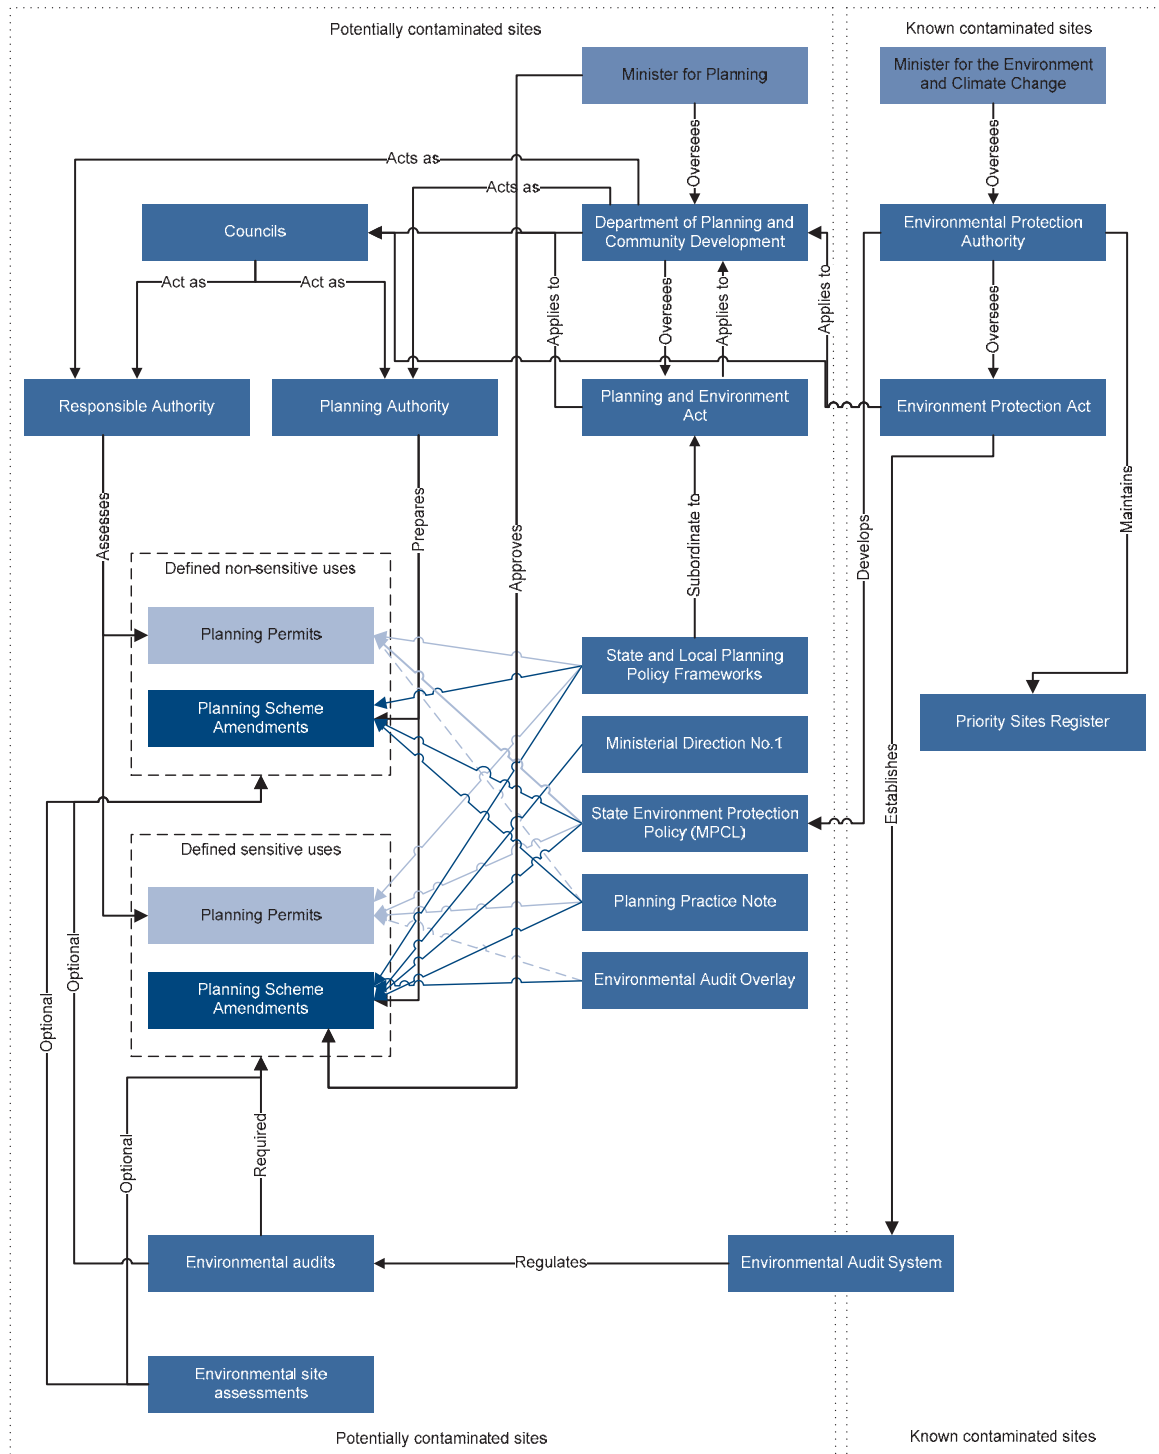 Potentially contaminated sites
Known contaminated sites
Minister for Planning
Minister for the Environment
and Climate Change
Oversees
Oversees
Acts as
Acts as
Councils
Department of Planning and
Community Development
Environmental Protection
Authority
Act as
Act as
Applies to
Oversees
Applies to
Applies to
Oversees
Responsible Authority
Planning Authority
Planning and Environment
Act
Environment Protection Act
Assesses
Prepares
Approves
Subordinate to
Develops
Maintains
Defined non-sensitive uses
Planning Permits
State and Local Planning
Policy Frameworks
Planning Scheme
Amendments
Ministerial Direction No.1
Priority Sites Register
Establishes
State Environment Protection
Policy (MPCL)
Defined sensitive uses
Planning Permits
Planning Practice Note
Planning Scheme
Amendments
Environmental Audit Overlay
Optional
Optional
Optional
Required
Environmental audits
Regulates
Environmental Audit System
Environmental site
assessments
Potentially contaminated sites
Known contaminated sites